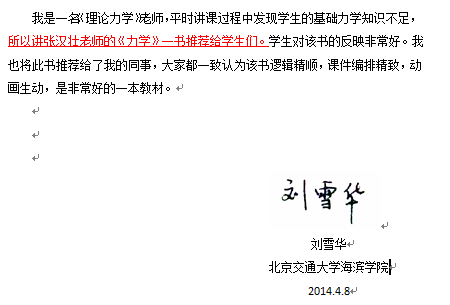 我是一名《理论力学》老师，平时讲课过程中发现学生的基础力学知识不足，
所以讲张汉壮老师的《力学》一书推荐给学生们。学生对该书的反映非常好。我
也将此书推荐给了我的同事，大家都一致认为该书逻辑精顺，课件编排精致，动
画生动，是非常好的一本教材。
刘雪华
刘雪华
北京交通大学海滨学院
2014.4.8